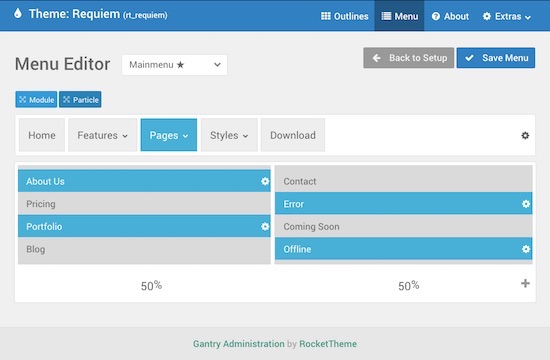 Theme: Requiem (rt_requiem) Outlines Menu About Extras
Menu Editor Mainmenu ★ Back to Setup Save Menu
Module Particle
Home Features Pages Styles Download
About Us Contact
Pricing Error
Portfolio Coming Soon
Blog Offline
50% 50%
Gantry Administration by RocketTheme